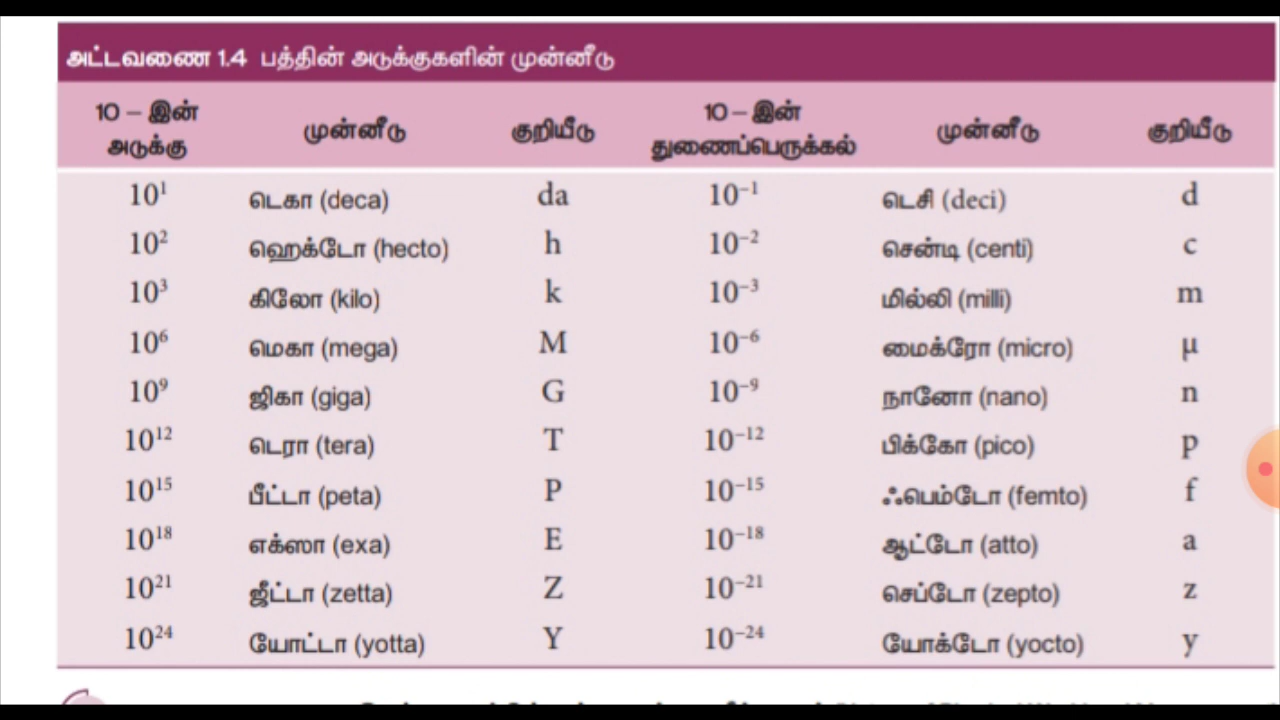 அட்டவணை 1.4 பத்தின் அடுக்குகளின் முன்னீடு
10 – இன் அடுக்கு முன்னீடு குறியீடு 10 – இன் துணைப்பெருக்கல் முன்னீடு குறியீடு
10¹ டெகா (deca) da 10⁻¹ டெசி (deci) d
10² ஹெக்டோ (hecto) h 10⁻² சென்டி (centi) c
10³ கிலோ (kilo) k 10⁻³ மில்லி (milli) m
10⁶ மெகா (mega) M 10⁻⁶ மைக்ரோ (micro) μ
10⁹ ஜிகா (giga) G 10⁻⁹ நானோ (nano) n
10¹² டெரா (tera) T 10⁻¹² பிக்கோ (pico) p
10¹⁵ பீட்டா (peta) P 10⁻¹⁵ ஃபெம்டோ (femto) f
10¹⁸ எக்ஸா (exa) E 10⁻¹⁸ ஆட்டோ (atto) a
10²¹ ஜீட்டா (zetta) Z 10⁻²¹ செப்டோ (zepto) z
10²⁴ யோட்டா (yotta) Y 10⁻²⁴ யோக்டோ (yocto) y